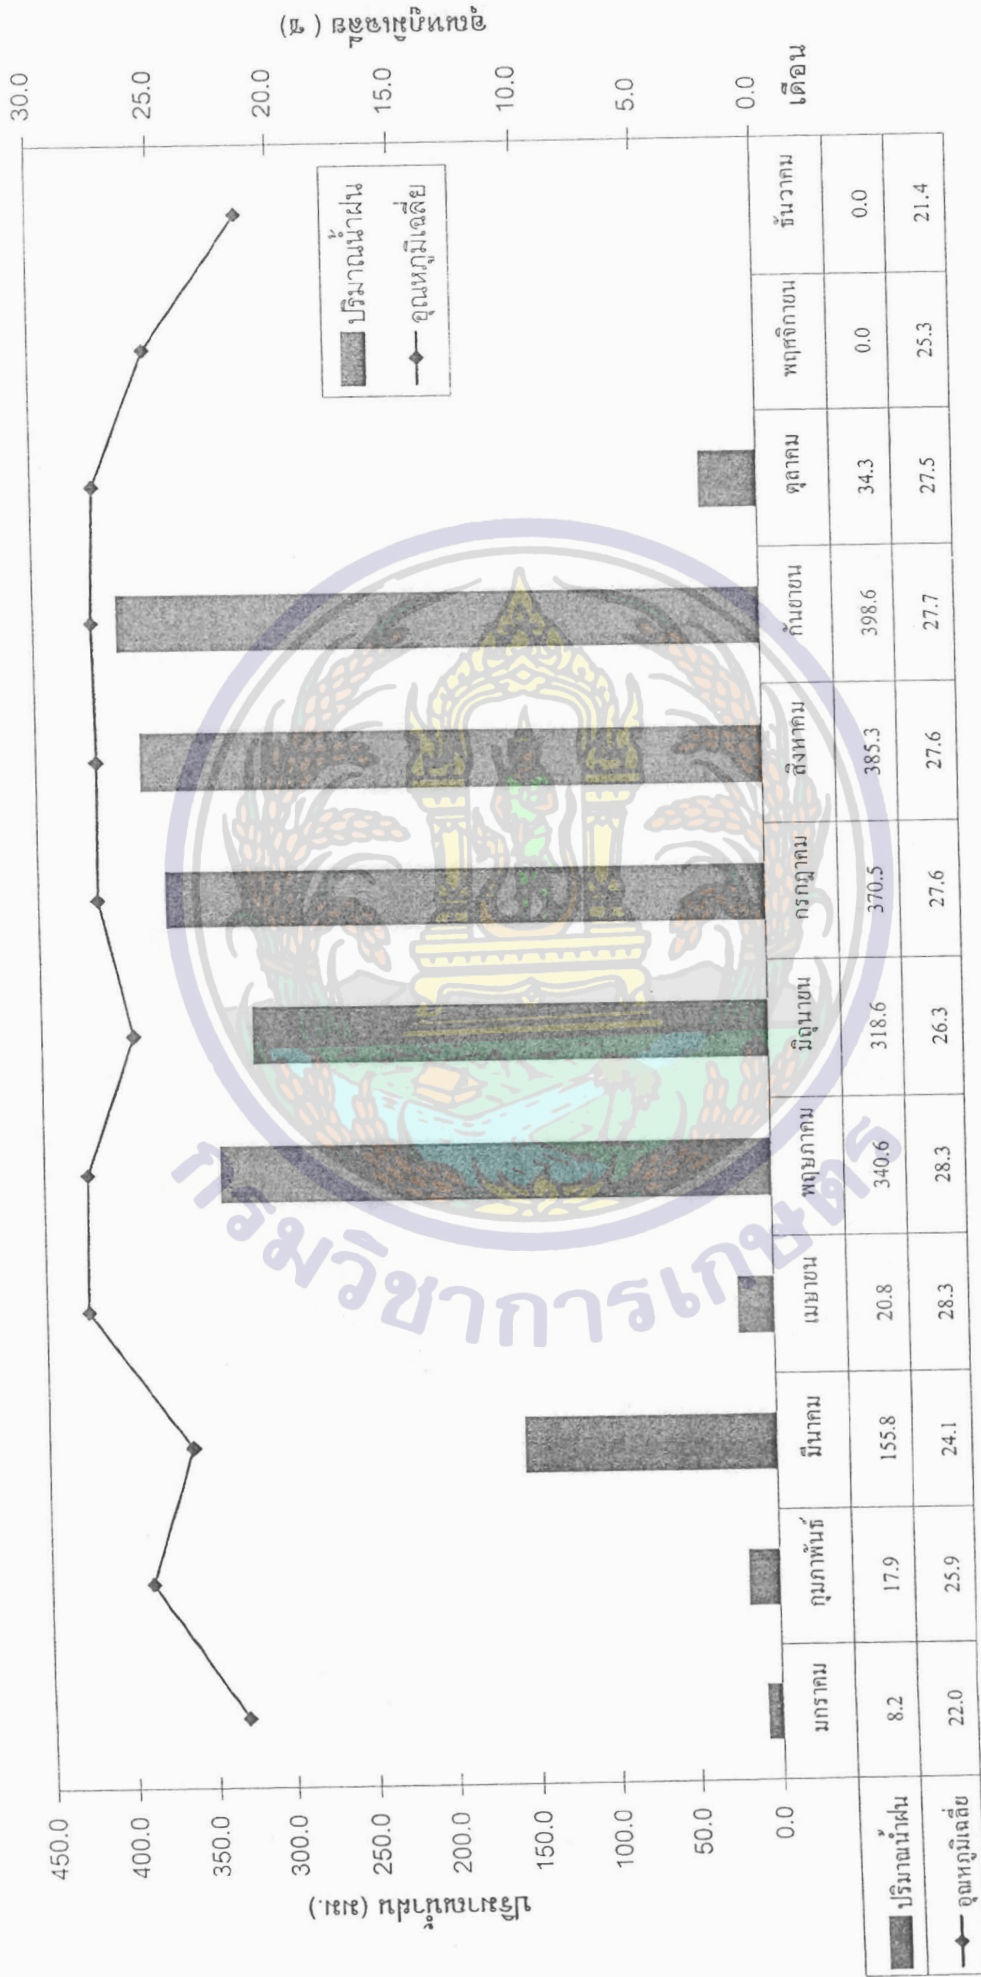 อุณหภูมิเฉลี่ย ( ซ)
30.0
25.0
20.0
15.0
10.0
5.0
0.0
เดือน
ปริมาณน้ำฝน
อุณหภูมิเฉลี่ย
450.0
400.0
350.0
300.0
250.0
200.0
150.0
100.0
50.0
0.0
ปริมาณน้ำฝน (มม.)
มกราคม กุมภาพันธ์ มีนาคม เมษายน พฤษภาคม มิถุนายน กรกฎาคม สิงหาคม กันยายน ตุลาคม พฤศจิกายน ธันวาคม
ปริมาณน้ำฝน 8.2 17.9 155.8 20.8 340.6 318.6 370.5 385.3 398.6 34.3 0.0 0.0
อุณหภูมิเฉลี่ย 22.0 25.9 24.1 28.3 28.3 26.3 27.6 27.6 27.7 27.5 25.3 21.4
กรมวิชาการเกษตร